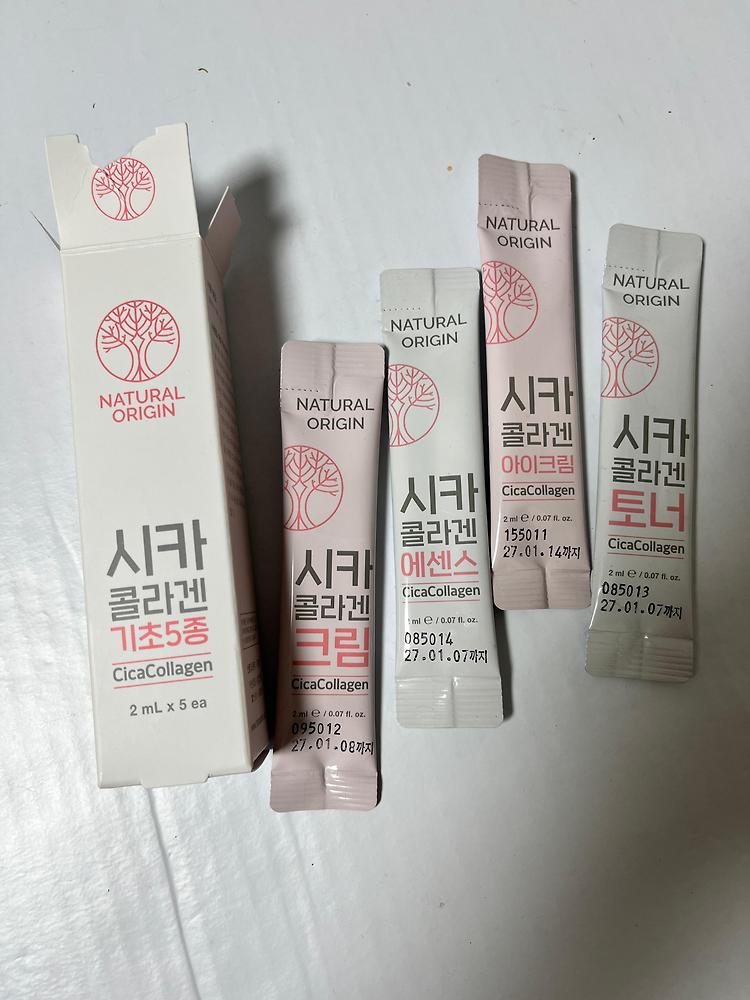 NATURAL
ORIGIN
시카
콜라겐
기초5종
CicaCollagen
2 mL x 5 ea
NATURAL
ORIGIN
시카
콜라겐
크림
CicaCollagen
2 ml ℮ / 0.07 fl. oz.
095012
27.01.08까지
NATURAL
ORIGIN
시카
콜라겐
에센스
CicaCollagen
2 ml ℮ / 0.07 fl. oz.
085014
27.01.07까지
NATURAL
ORIGIN
시카
콜라겐
아이크림
CicaCollagen
2 ml ℮ / 0.07 fl. oz.
155011
27.01.14까지
NATURAL
ORIGIN
시카
콜라겐
토너
CicaCollagen
2 ml ℮ / 0.07 fl. oz.
085013
27.01.07까지